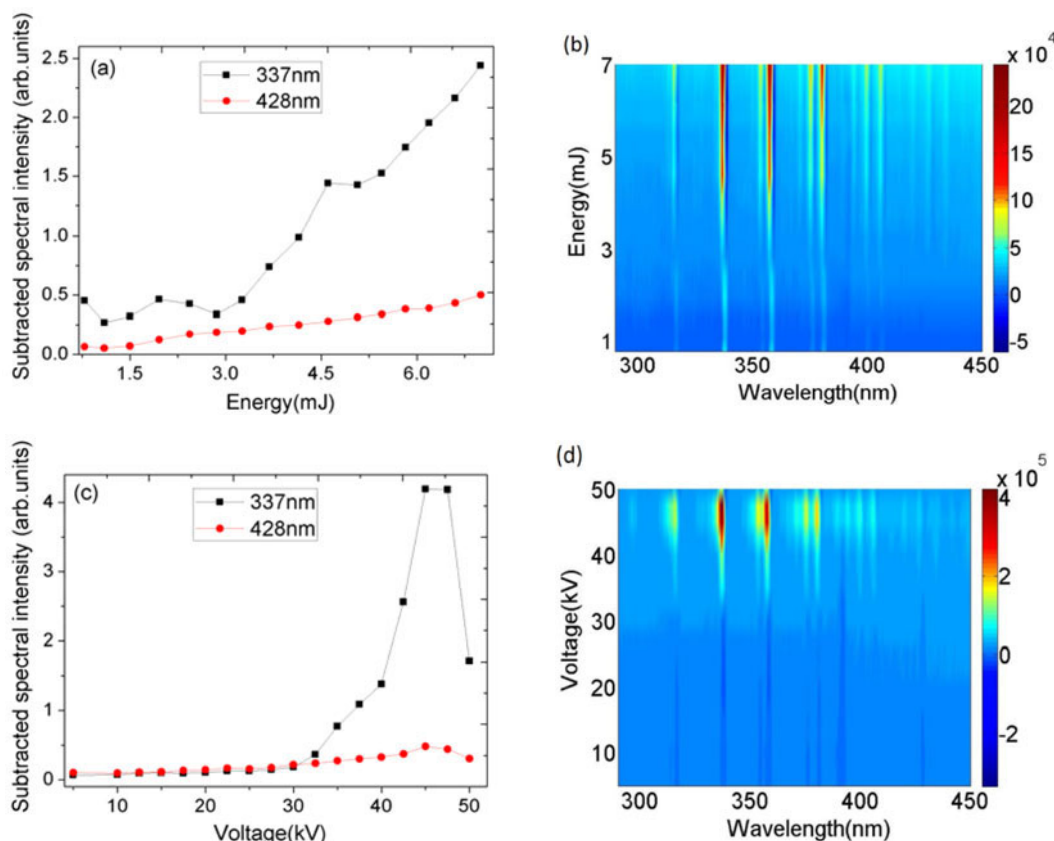 (a)
337nm
428nm
Subtracted spectral intensity (arb.units)
2.5
2.0
1.5
1.0
0.5
0.0
1.5 3.0 4.5 6.0
Energy(mJ)
(b)
x 10^4
Energy(mJ)
7
5
3
1
20
15
10
5
0
-5
300 350 400 450
Wavelength(nm)
(c)
337nm
428nm
Subtracted spectral intensity (arb.units)
4
3
2
1
0
10 20 30 40 50
Voltage(kV)
(d)
x 10^5
Voltage(kV)
50
40
30
20
10
4
2
0
-2
300 350 400 450
Wavelength(nm)